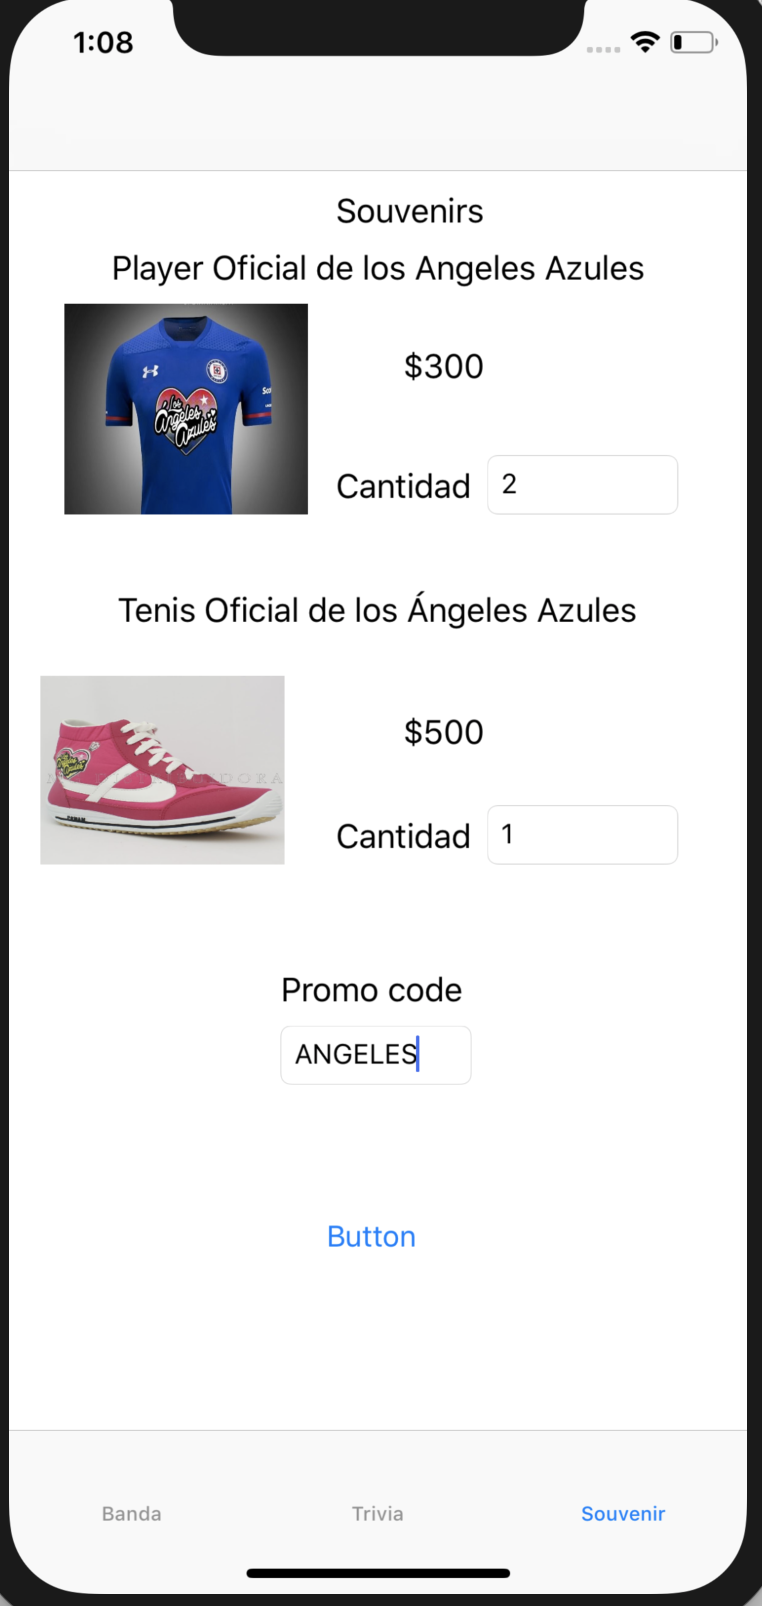 1:08
Souvenirs
Player Oficial de los Angeles Azules
Los
Ángeles
Azules
$300
Cantidad 2
Tenis Oficial de los Ángeles Azules
$500
Cantidad 1
Promo code
ANGELES
Button
Banda Trivia Souvenir